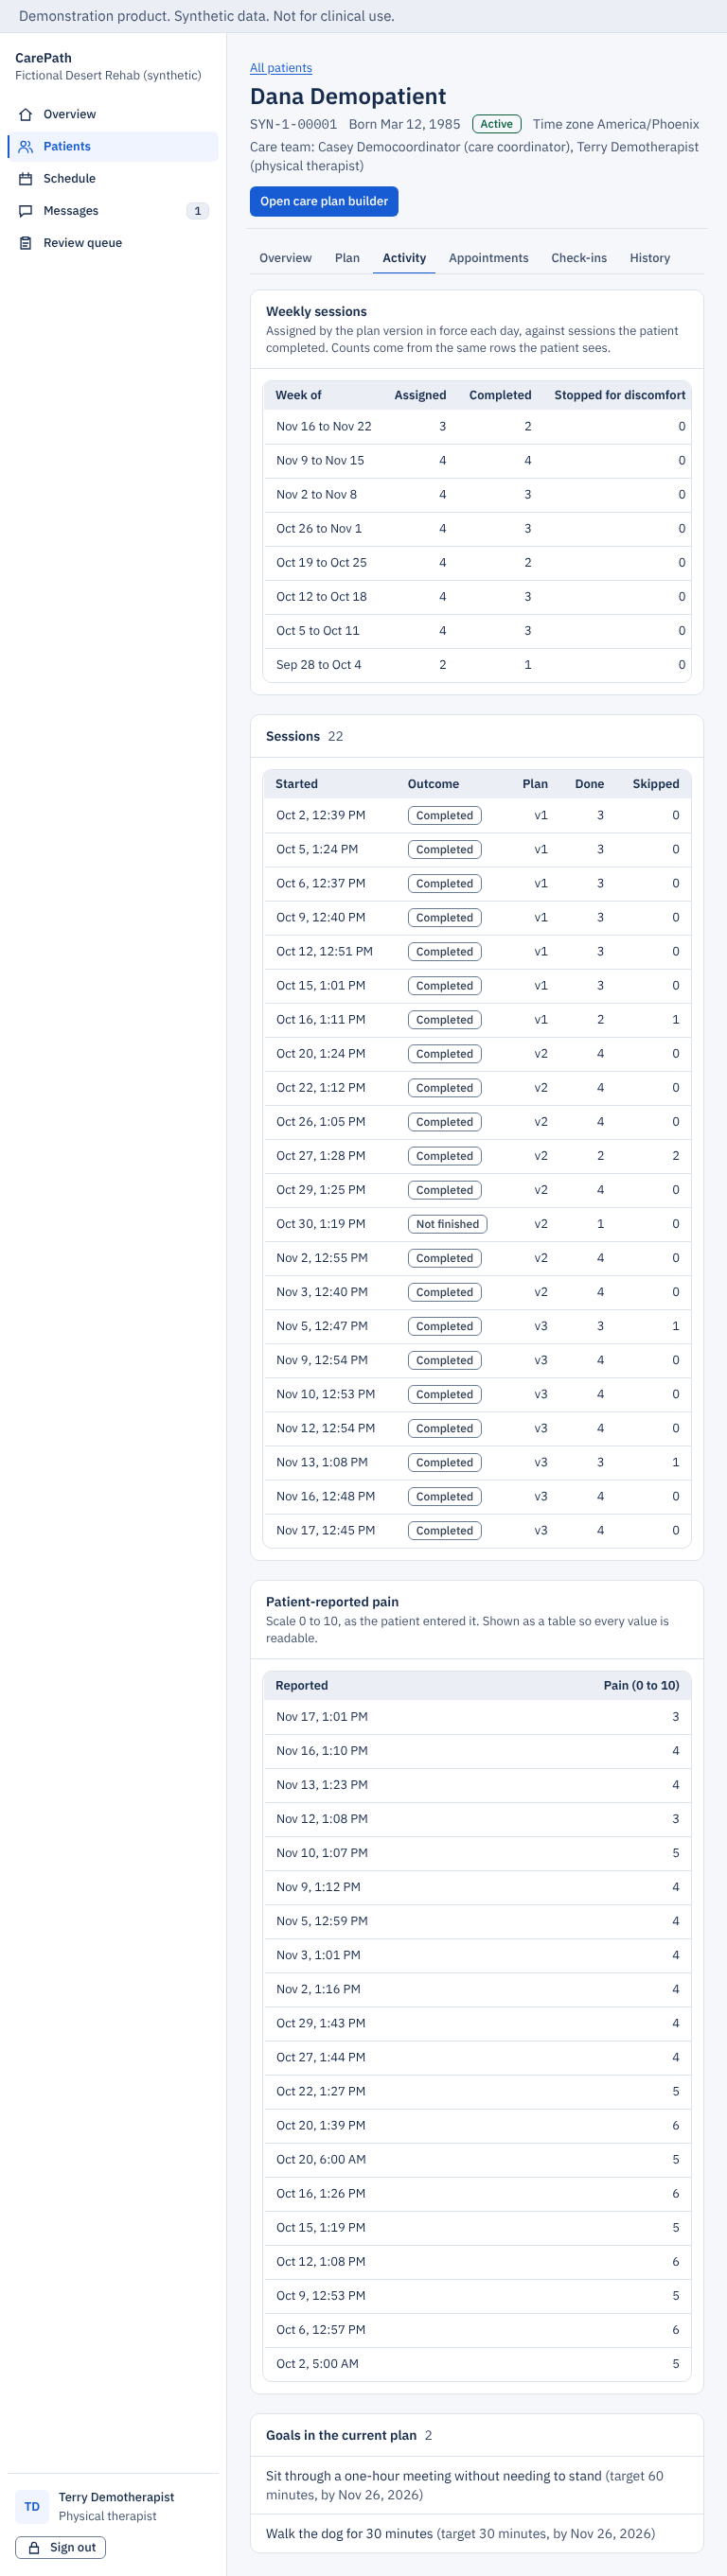 Demonstration product. Synthetic data. Not for clinical use.
CarePath
Fictional Desert Rehab (synthetic)
Overview
Patients
Schedule
Messages 1
Review queue
All patients
Dana Demopatient
SYN-1-00001 Born Mar 12, 1985 Active Time zone America/Phoenix
Care team: Casey Democoordinator (care coordinator), Terry Demotherapist
(physical therapist)
Open care plan builder
Overview Plan Activity Appointments Check-ins History
Weekly sessions
Assigned by the plan version in force each day, against sessions the patient
completed. Counts come from the same rows the patient sees.
Week of Assigned Completed Stopped for discomfort
Nov 16 to Nov 22 3 2 0
Nov 9 to Nov 15 4 4 0
Nov 2 to Nov 8 4 3 0
Oct 26 to Nov 1 4 3 0
Oct 19 to Oct 25 4 2 0
Oct 12 to Oct 18 4 3 0
Oct 5 to Oct 11 4 3 0
Sep 28 to Oct 4 2 1 0
Sessions 22
Started Outcome Plan Done Skipped
Oct 2, 12:39 PM Completed v1 3 0
Oct 5, 1:24 PM Completed v1 3 0
Oct 6, 12:37 PM Completed v1 3 0
Oct 9, 12:40 PM Completed v1 3 0
Oct 12, 12:51 PM Completed v1 3 0
Oct 15, 1:01 PM Completed v1 3 0
Oct 16, 1:11 PM Completed v1 2 1
Oct 20, 1:24 PM Completed v2 4 0
Oct 22, 1:12 PM Completed v2 4 0
Oct 26, 1:05 PM Completed v2 4 0
Oct 27, 1:28 PM Completed v2 2 2
Oct 29, 1:25 PM Completed v2 4 0
Oct 30, 1:19 PM Not finished v2 1 0
Nov 2, 12:55 PM Completed v2 4 0
Nov 3, 12:40 PM Completed v2 4 0
Nov 5, 12:47 PM Completed v3 3 1
Nov 9, 12:54 PM Completed v3 4 0
Nov 10, 12:53 PM Completed v3 4 0
Nov 12, 12:54 PM Completed v3 4 0
Nov 13, 1:08 PM Completed v3 3 1
Nov 16, 12:48 PM Completed v3 4 0
Nov 17, 12:45 PM Completed v3 4 0
Patient-reported pain
Scale 0 to 10, as the patient entered it. Shown as a table so every value is
readable.
Reported Pain (0 to 10)
Nov 17, 1:01 PM 3
Nov 16, 1:10 PM 4
Nov 13, 1:23 PM 4
Nov 12, 1:08 PM 3
Nov 10, 1:07 PM 5
Nov 9, 1:12 PM 4
Nov 5, 12:59 PM 4
Nov 3, 1:01 PM 4
Nov 2, 1:16 PM 4
Oct 29, 1:43 PM 4
Oct 27, 1:44 PM 4
Oct 22, 1:27 PM 5
Oct 20, 1:39 PM 6
Oct 20, 6:00 AM 5
Oct 16, 1:26 PM 6
Oct 15, 1:19 PM 5
Oct 12, 1:08 PM 6
Oct 9, 12:53 PM 5
Oct 6, 12:57 PM 6
Oct 2, 5:00 AM 5
Goals in the current plan 2
Sit through a one-hour meeting without needing to stand (target 60
minutes, by Nov 26, 2026)
Walk the dog for 30 minutes (target 30 minutes, by Nov 26, 2026)
TD
Terry Demotherapist
Physical therapist
Sign out